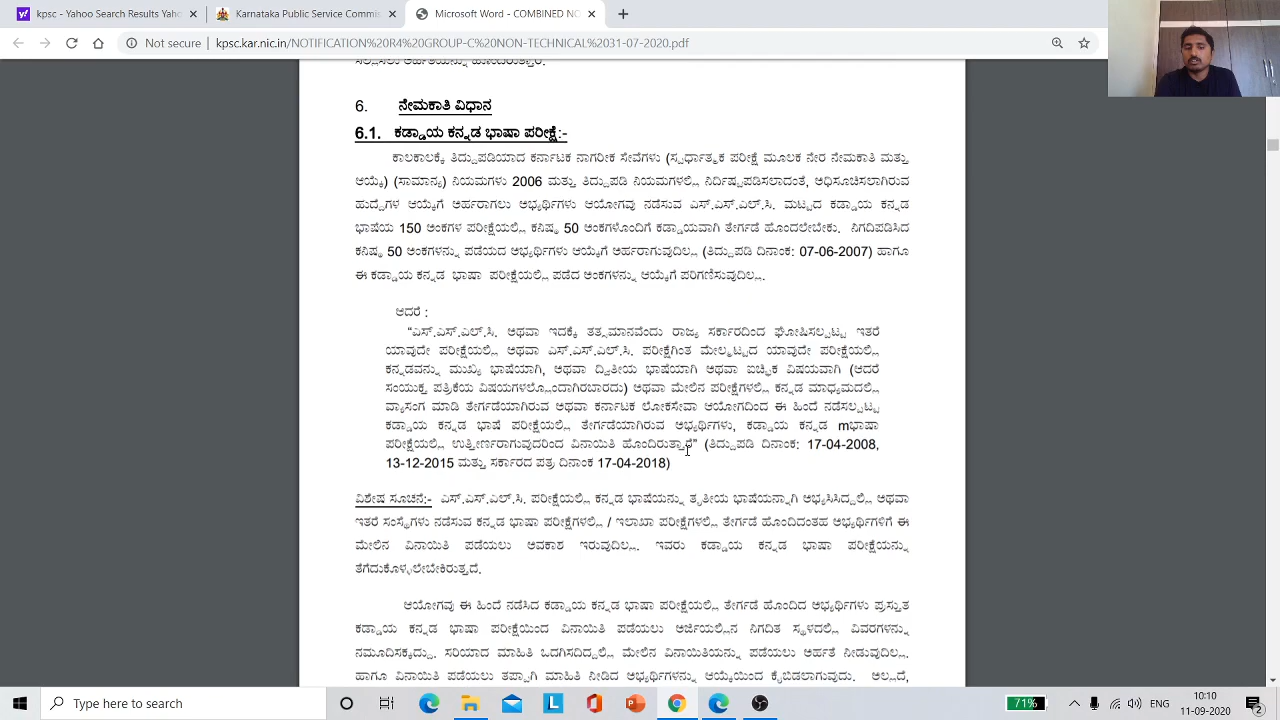 Yahoo Search Results Yaho
Karnataka Public Service Commis
Microsoft Word - COMBINED NO
Not secure
kpsc.kar.nic.in/NOTIFICATION%20R4%20GROUP-C%20NON-TECHNICAL%2031-07-2020.pdf
6. ನೇಮಕಾತಿ ವಿಧಾನ
6.1. ಕಡ್ಡಾಯ ಕನ್ನಡ ಭಾಷಾ ಪರೀಕ್ಷೆ:-
ಕಾಲಕಾಲಕ್ಕೆ ತಿದ್ದುಪಡಿಯಾದ ಕರ್ನಾಟಕ ನಾಗರೀಕ ಸೇವೆಗಳು (ಸ್ಪರ್ಧಾತ್ಮಕ ಪರೀಕ್ಷೆ ಮೂಲಕ ನೇರ ನೇಮಕಾತಿ ಮತ್ತು
ಆಯ್ಕೆ) (ಸಾಮಾನ್ಯ) ನಿಯಮಗಳು 2006 ಮತ್ತು ತಿದ್ದುಪಡಿ ನಿಯಮಗಳಲ್ಲಿ ನಿರ್ದಿಷ್ಟಪಡಿಸಲಾದಂತೆ, ಅಧಿಸೂಚಿಸಲಾಗಿರುವ
ಹುದ್ದೆಗಳ ಆಯ್ಕೆಗೆ ಅರ್ಹರಾಗಲು ಅಭ್ಯರ್ಥಿಗಳು ಆಯೋಗವು ನಡೆಸುವ ಎಸ್.ಎಸ್.ಎಲ್.ಸಿ. ಮಟ್ಟದ ಕಡ್ಡಾಯ ಕನ್ನಡ
ಭಾಷೆಯ 150 ಅಂಕಗಳ ಪರೀಕ್ಷೆಯಲ್ಲಿ ಕನಿಷ್ಠ 50 ಅಂಕಗಳೊಂದಿಗೆ ಕಡ್ಡಾಯವಾಗಿ ತೇರ್ಗಡೆ ಹೊಂದಲೇಬೇಕು. ನಿಗದಿಪಡಿಸಿದ
ಕನಿಷ್ಠ 50 ಅಂಕಗಳನ್ನು ಪಡೆಯದ ಅಭ್ಯರ್ಥಿಗಳು ಆಯ್ಕೆಗೆ ಅರ್ಹರಾಗುವುದಿಲ್ಲ (ತಿದ್ದುಪಡಿ ದಿನಾಂಕ: 07-06-2007) ಹಾಗೂ
ಈ ಕಡ್ಡಾಯ ಕನ್ನಡ ಭಾಷಾ ಪರೀಕ್ಷೆಯಲ್ಲಿ ಪಡೆದ ಅಂಕಗಳನ್ನು ಆಯ್ಕೆಗೆ ಪರಿಗಣಿಸುವುದಿಲ್ಲ.
ಆದರೆ :
“ಎಸ್.ಎಸ್.ಎಲ್.ಸಿ. ಅಥವಾ ಇದಕ್ಕೆ ತತ್ಸಮಾನವೆಂದು ರಾಜ್ಯ ಸರ್ಕಾರದಿಂದ ಘೋಷಿಸಲ್ಪಟ್ಟ ಇತರೆ
ಯಾವುದೇ ಪರೀಕ್ಷೆಯಲ್ಲಿ ಅಥವಾ ಎಸ್.ಎಸ್.ಎಲ್.ಸಿ. ಪರೀಕ್ಷೆಗಿಂತ ಮೇಲ್ಮಟ್ಟದ ಯಾವುದೇ ಪರೀಕ್ಷೆಯಲ್ಲಿ
ಕನ್ನಡವನ್ನು ಮುಖ್ಯ ಭಾಷೆಯಾಗಿ, ಅಥವಾ ದ್ವಿತೀಯ ಭಾಷೆಯಾಗಿ ಅಥವಾ ಐಚ್ಛಿಕ ವಿಷಯವಾಗಿ (ಆದರೆ
ಸಂಯುಕ್ತ ಪತ್ರಿಕೆಯ ವಿಷಯಗಳಲ್ಲೊಂದಾಗಿರಬಾರದು) ಅಥವಾ ಮೇಲಿನ ಪರೀಕ್ಷೆಗಳಲ್ಲಿ ಕನ್ನಡ ಮಾಧ್ಯಮದಲ್ಲಿ
ವ್ಯಾಸಂಗ ಮಾಡಿ ತೇರ್ಗಡೆಯಾಗಿರುವ ಅಥವಾ ಕರ್ನಾಟಕ ಲೋಕಸೇವಾ ಆಯೋಗದಿಂದ ಈ ಹಿಂದೆ ನಡೆಸಲ್ಪಟ್ಟ
ಕಡ್ಡಾಯ ಕನ್ನಡ ಭಾಷೆ ಪರೀಕ್ಷೆಯಲ್ಲಿ ತೇರ್ಗಡೆಯಾಗಿರುವ ಅಭ್ಯರ್ಥಿಗಳು, ಕಡ್ಡಾಯ ಕನ್ನಡ mಭಾಷಾ
ಪರೀಕ್ಷೆಯಲ್ಲಿ ಉತ್ತೀರ್ಣರಾಗುವುದರಿಂದ ವಿನಾಯಿತಿ ಹೊಂದಿರುತ್ತಾರೆ” (ತಿದ್ದುಪಡಿ ದಿನಾಂಕ: 17-04-2008,
13-12-2015 ಮತ್ತು ಸರ್ಕಾರದ ಪತ್ರ ದಿನಾಂಕ 17-04-2018)
ವಿಶೇಷ ಸೂಚನೆ:- ಎಸ್.ಎಸ್.ಎಲ್.ಸಿ. ಪರೀಕ್ಷೆಯಲ್ಲಿ ಕನ್ನಡ ಭಾಷೆಯನ್ನು ತೃತೀಯ ಭಾಷೆಯನ್ನಾಗಿ ಅಭ್ಯಸಿಸಿದ್ದಲ್ಲಿ ಅಥವಾ
ಇತರೆ ಸಂಸ್ಥೆಗಳು ನಡೆಸುವ ಕನ್ನಡ ಭಾಷಾ ಪರೀಕ್ಷೆಗಳಲ್ಲಿ / ಇಲಾಖಾ ಪರೀಕ್ಷೆಗಳಲ್ಲಿ ತೇರ್ಗಡೆ ಹೊಂದಿದಂತಹ ಅಭ್ಯರ್ಥಿಗಳಿಗೆ ಈ
ಮೇಲಿನ ವಿನಾಯಿತಿ ಪಡೆಯಲು ಅವಕಾಶ ಇರುವುದಿಲ್ಲ. ಇವರು ಕಡ್ಡಾಯ ಕನ್ನಡ ಭಾಷಾ ಪರೀಕ್ಷೆಯನ್ನು
ತೆಗೆದುಕೊಳ್ಳಲೇಬೇಕಿರುತ್ತದೆ.
ಆಯೋಗವು ಈ ಹಿಂದೆ ನಡೆಸಿದ ಕಡ್ಡಾಯ ಕನ್ನಡ ಭಾಷಾ ಪರೀಕ್ಷೆಯಲ್ಲಿ ತೇರ್ಗಡೆ ಹೊಂದಿದ ಅಭ್ಯರ್ಥಿಗಳು ಪ್ರಸ್ತುತ
ಕಡ್ಡಾಯ ಕನ್ನಡ ಭಾಷಾ ಪರೀಕ್ಷೆಯಿಂದ ವಿನಾಯಿತಿ ಪಡೆಯಲು ಅರ್ಜಿಯಲ್ಲಿನ ನಿಗದಿತ ಸ್ಥಳದಲ್ಲಿ ವಿವರಗಳನ್ನು
ನಮೂದಿಸತಕ್ಕದ್ದು. ಸರಿಯಾದ ಮಾಹಿತಿ ಒದಗಿಸದಿದ್ದಲ್ಲಿ ಮೇಲಿನ ವಿನಾಯಿತಿಯನ್ನು ಪಡೆಯಲು ಅರ್ಹತೆ ನೀಡುವುದಿಲ್ಲ.
ಹಾಗೂ ವಿನಾಯಿತಿ ಪಡೆಯಲು ತಪ್ಪಾಗಿ ಮಾಹಿತಿ ನೀಡಿದ ಅಭ್ಯರ್ಥಿಗಳನ್ನು ಆಯ್ಕೆಯಿಂದ ಕೈಬಿಡಲಾಗುವುದು. ಅಲ್ಲದೆ,
Type here to search
71%
ENG
10:10
11-09-2020
2